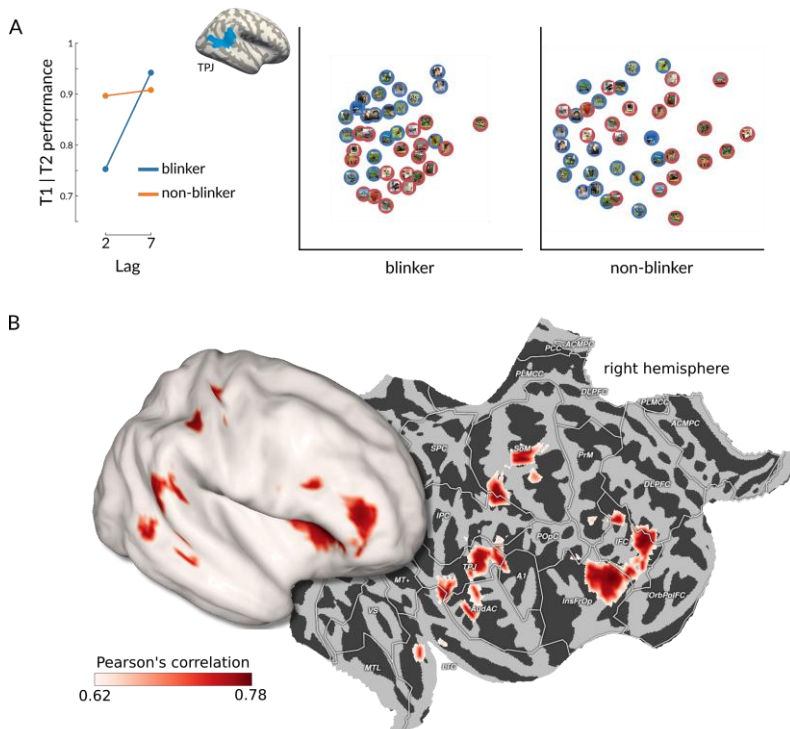 A
T1 | T2 performance
1
0.9
0.8
0.7
2
7
Lag
blinker
non-blinker
TPJ
blinker
non-blinker
B
right hemisphere
ACMPC
PCC
PLMCC
DLPFC
PLMCC
ACMPC
SPC
SoM
PrM
DLPFC
IPC
POpC
IFC
TPJ
A1
MT+
InsFrOp
OrbPolFC
AudAC
VS
MTL
Pearson's correlation
0.62
0.78